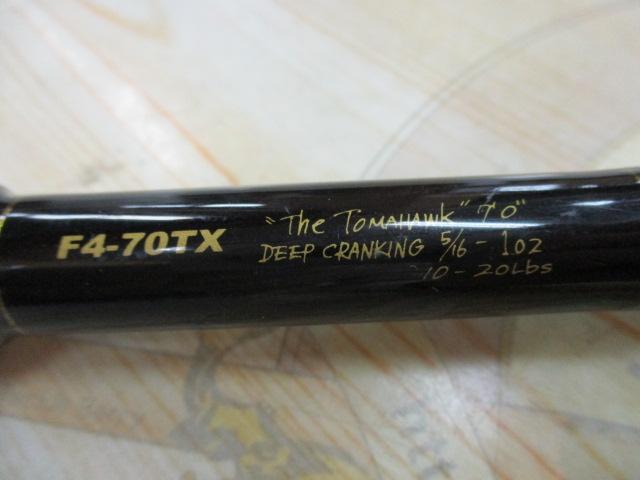 F4-70TX
"The TOMAHAWK" 7'0"
DEEP CRANKING 5/16 - 1oz
10 - 20Lbs